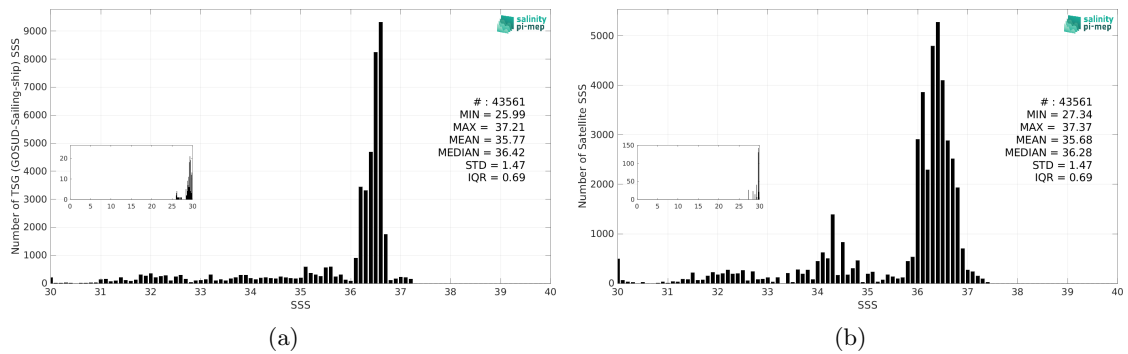 salinity
pi-mep
Number of TSG (GOSUD-Sailing-ship) SSS
9000
8000
7000
6000
5000
4000
3000
2000
1000
0
# : 43561
MIN = 25.99
MAX = 37.21
MEAN = 35.77
MEDIAN = 36.42
STD = 1.47
IQR = 0.69
20
10
0
0 5 10 15 20 25 30
30 31 32 33 34 35 36 37 38 39 40
SSS
(a)
salinity
pi-mep
Number of Satellite SSS
5000
4000
3000
2000
1000
0
# : 43561
MIN = 27.34
MAX = 37.37
MEAN = 35.68
MEDIAN = 36.28
STD = 1.47
IQR = 0.69
150
100
50
0
0 5 10 15 20 25 30
30 31 32 33 34 35 36 37 38 39 40
SSS
(b)